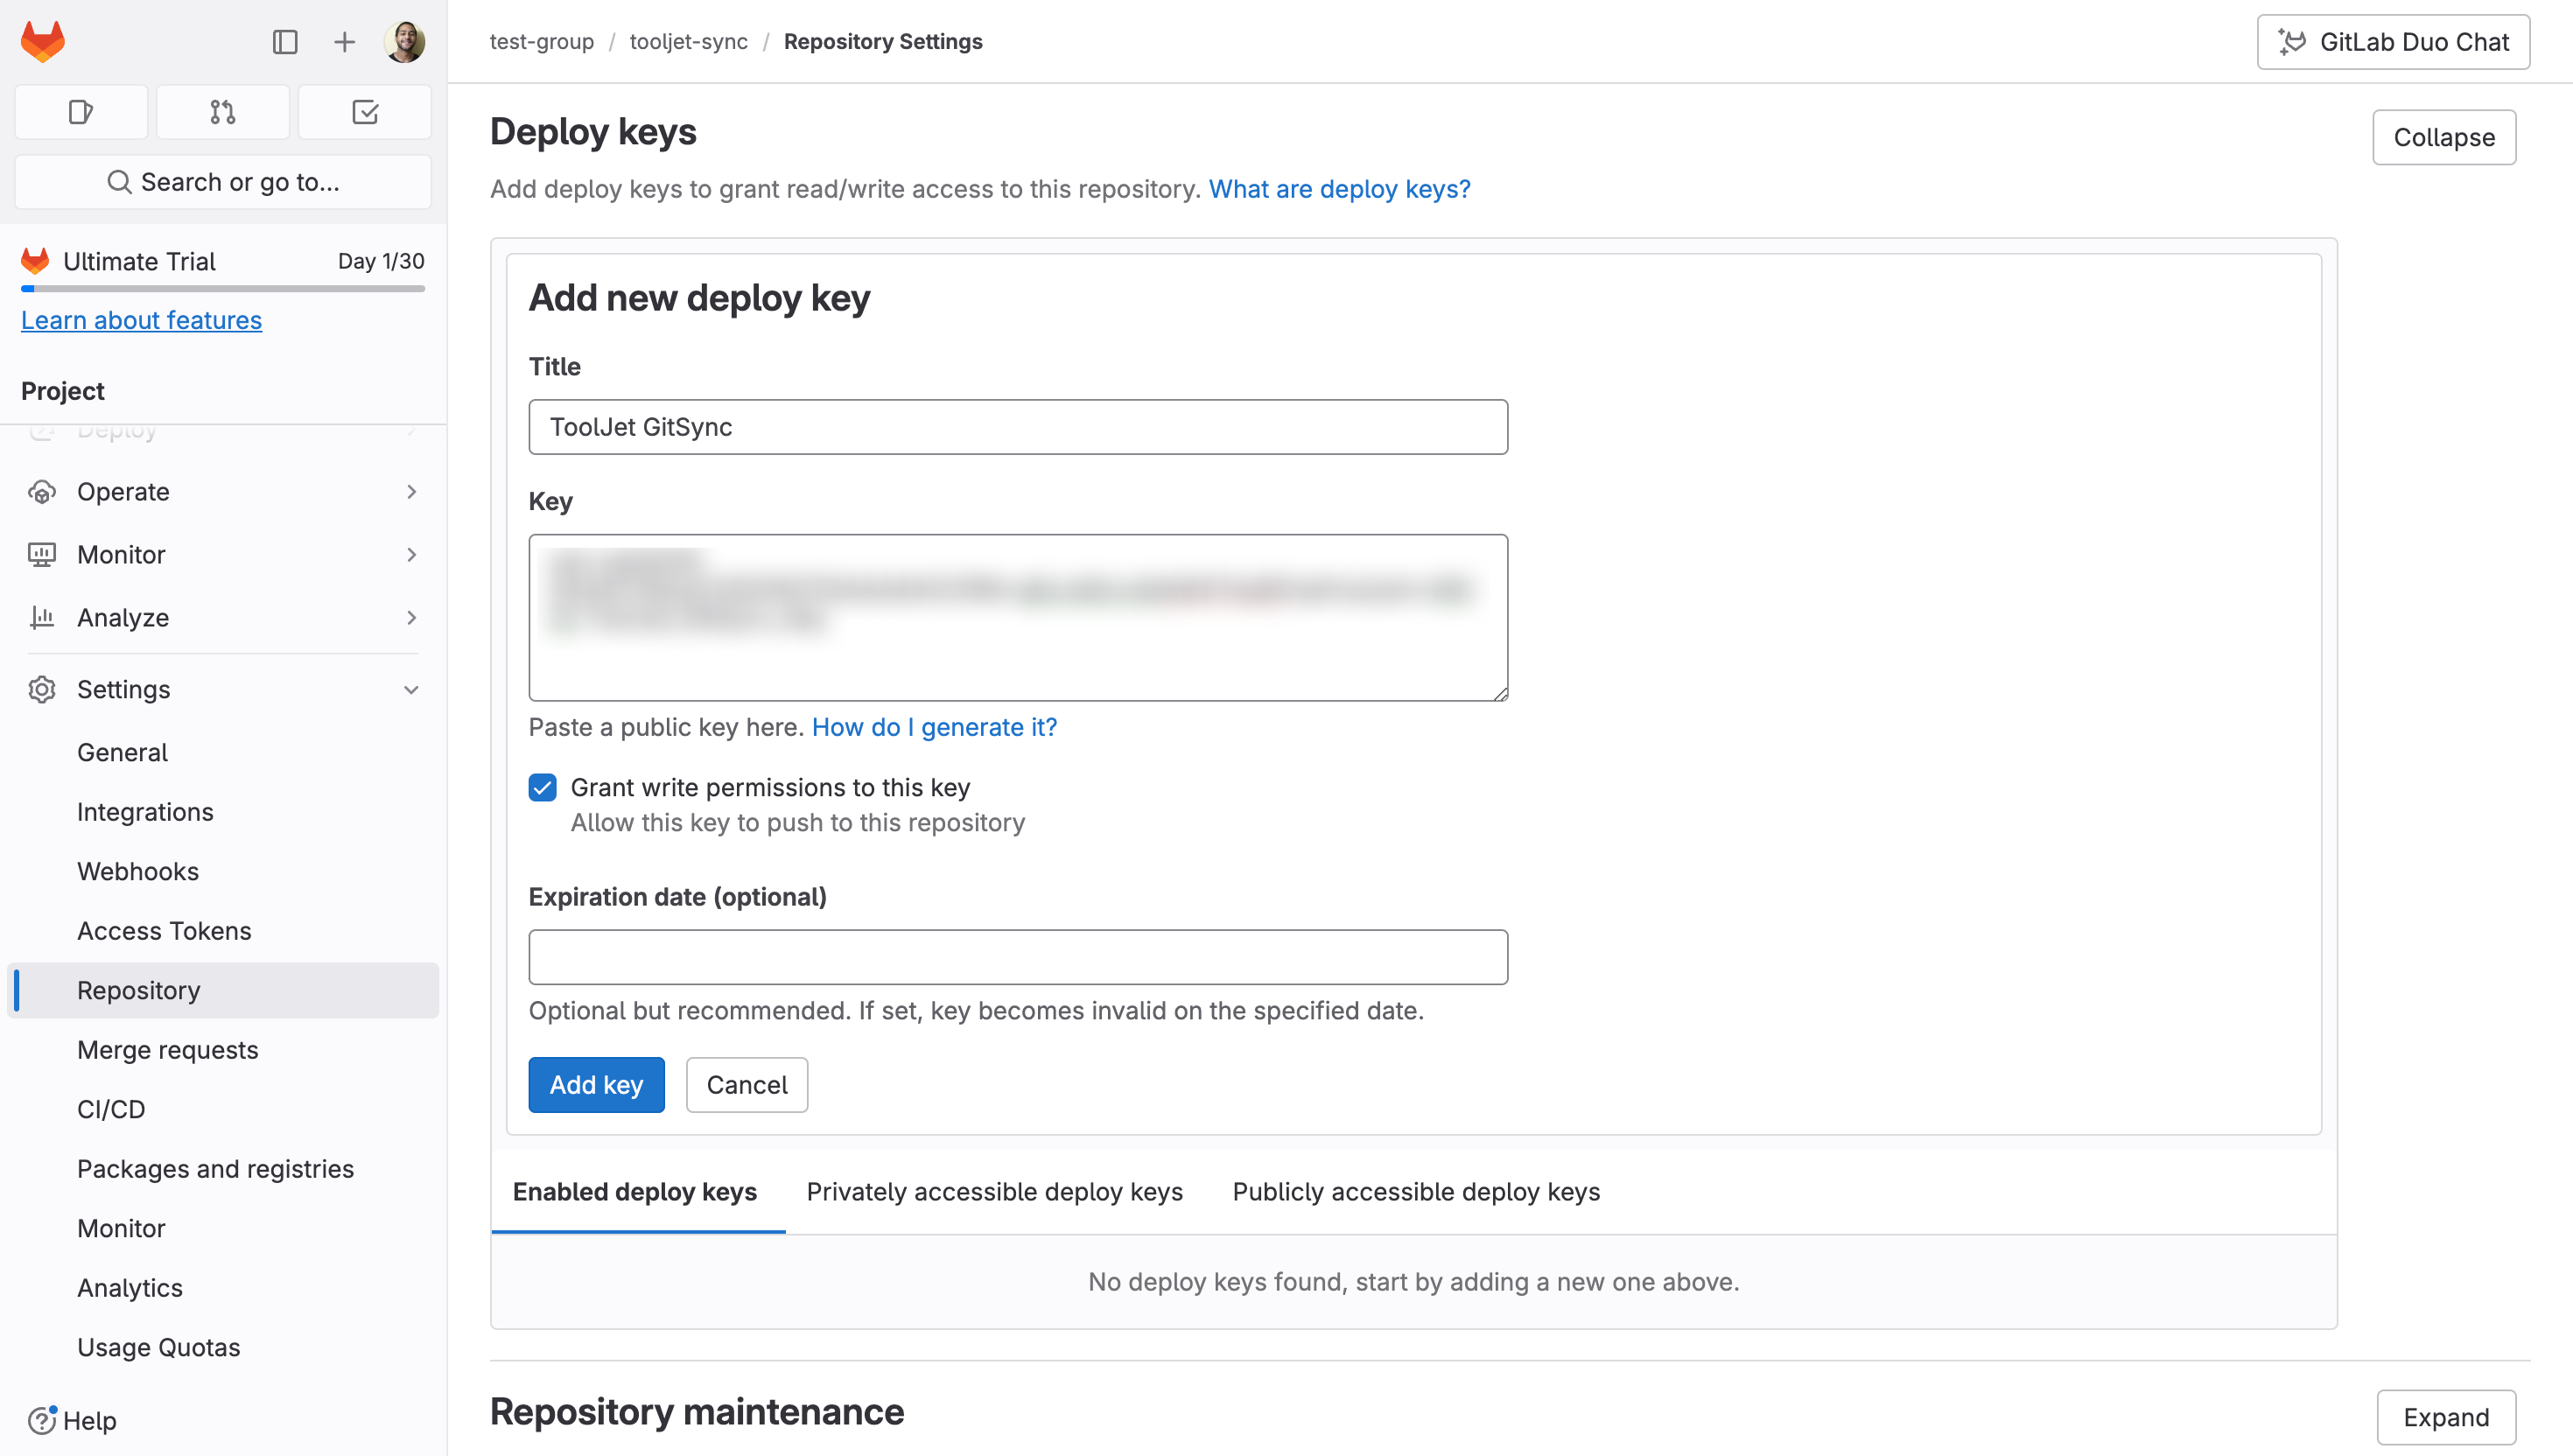 test-group / tooljet-sync / Repository Settings
GitLab Duo Chat
Search or go to...
Ultimate Trial Day 1/30
Learn about features
Project
Deploy
Operate
Monitor
Analyze
Settings
General
Integrations
Webhooks
Access Tokens
Repository
Merge requests
CI/CD
Packages and registries
Monitor
Analytics
Usage Quotas
Help
Deploy keys
Collapse
Add deploy keys to grant read/write access to this repository. What are deploy keys?
Add new deploy key
Title
ToolJet GitSync
Key
Paste a public key here. How do I generate it?
Grant write permissions to this key
Allow this key to push to this repository
Expiration date (optional)
Optional but recommended. If set, key becomes invalid on the specified date.
Add key Cancel
Enabled deploy keys Privately accessible deploy keys Publicly accessible deploy keys
No deploy keys found, start by adding a new one above.
Repository maintenance
Expand